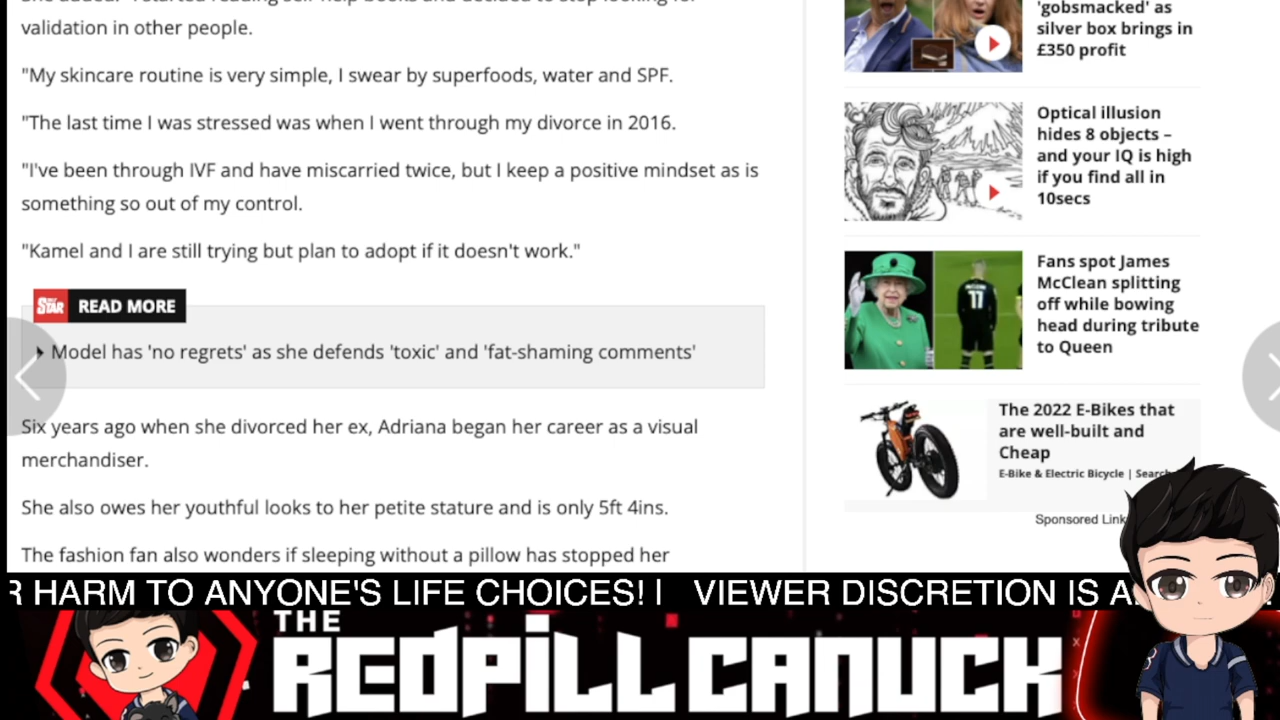 validation in other people.
"My skincare routine is very simple, I swear by superfoods, water and SPF.
"The last time I was stressed was when I went through my divorce in 2016.
"I've been through IVF and have miscarried twice, but I keep a positive mindset as is
something so out of my control.
"Kamel and I are still trying but plan to adopt if it doesn't work."
STAR READ MORE
Model has 'no regrets' as she defends 'toxic' and 'fat-shaming comments'
Six years ago when she divorced her ex, Adriana began her career as a visual
merchandiser.
She also owes her youthful looks to her petite stature and is only 5ft 4ins.
The fashion fan also wonders if sleeping without a pillow has stopped her
'gobsmacked' as
silver box brings in
£350 profit
Optical illusion
hides 8 objects –
and your IQ is high
if you find all in
10secs
11
Fans spot James
McClean splitting
off while bowing
head during tribute
to Queen
The 2022 E-Bikes that
are well-built and
Cheap
E-Bike & Electric Bicycle | Search
Sponsored Link
HARM TO ANYONE'S LIFE CHOICES! | VIEWER DISCRETION IS
THE
REDPILL CANUCK